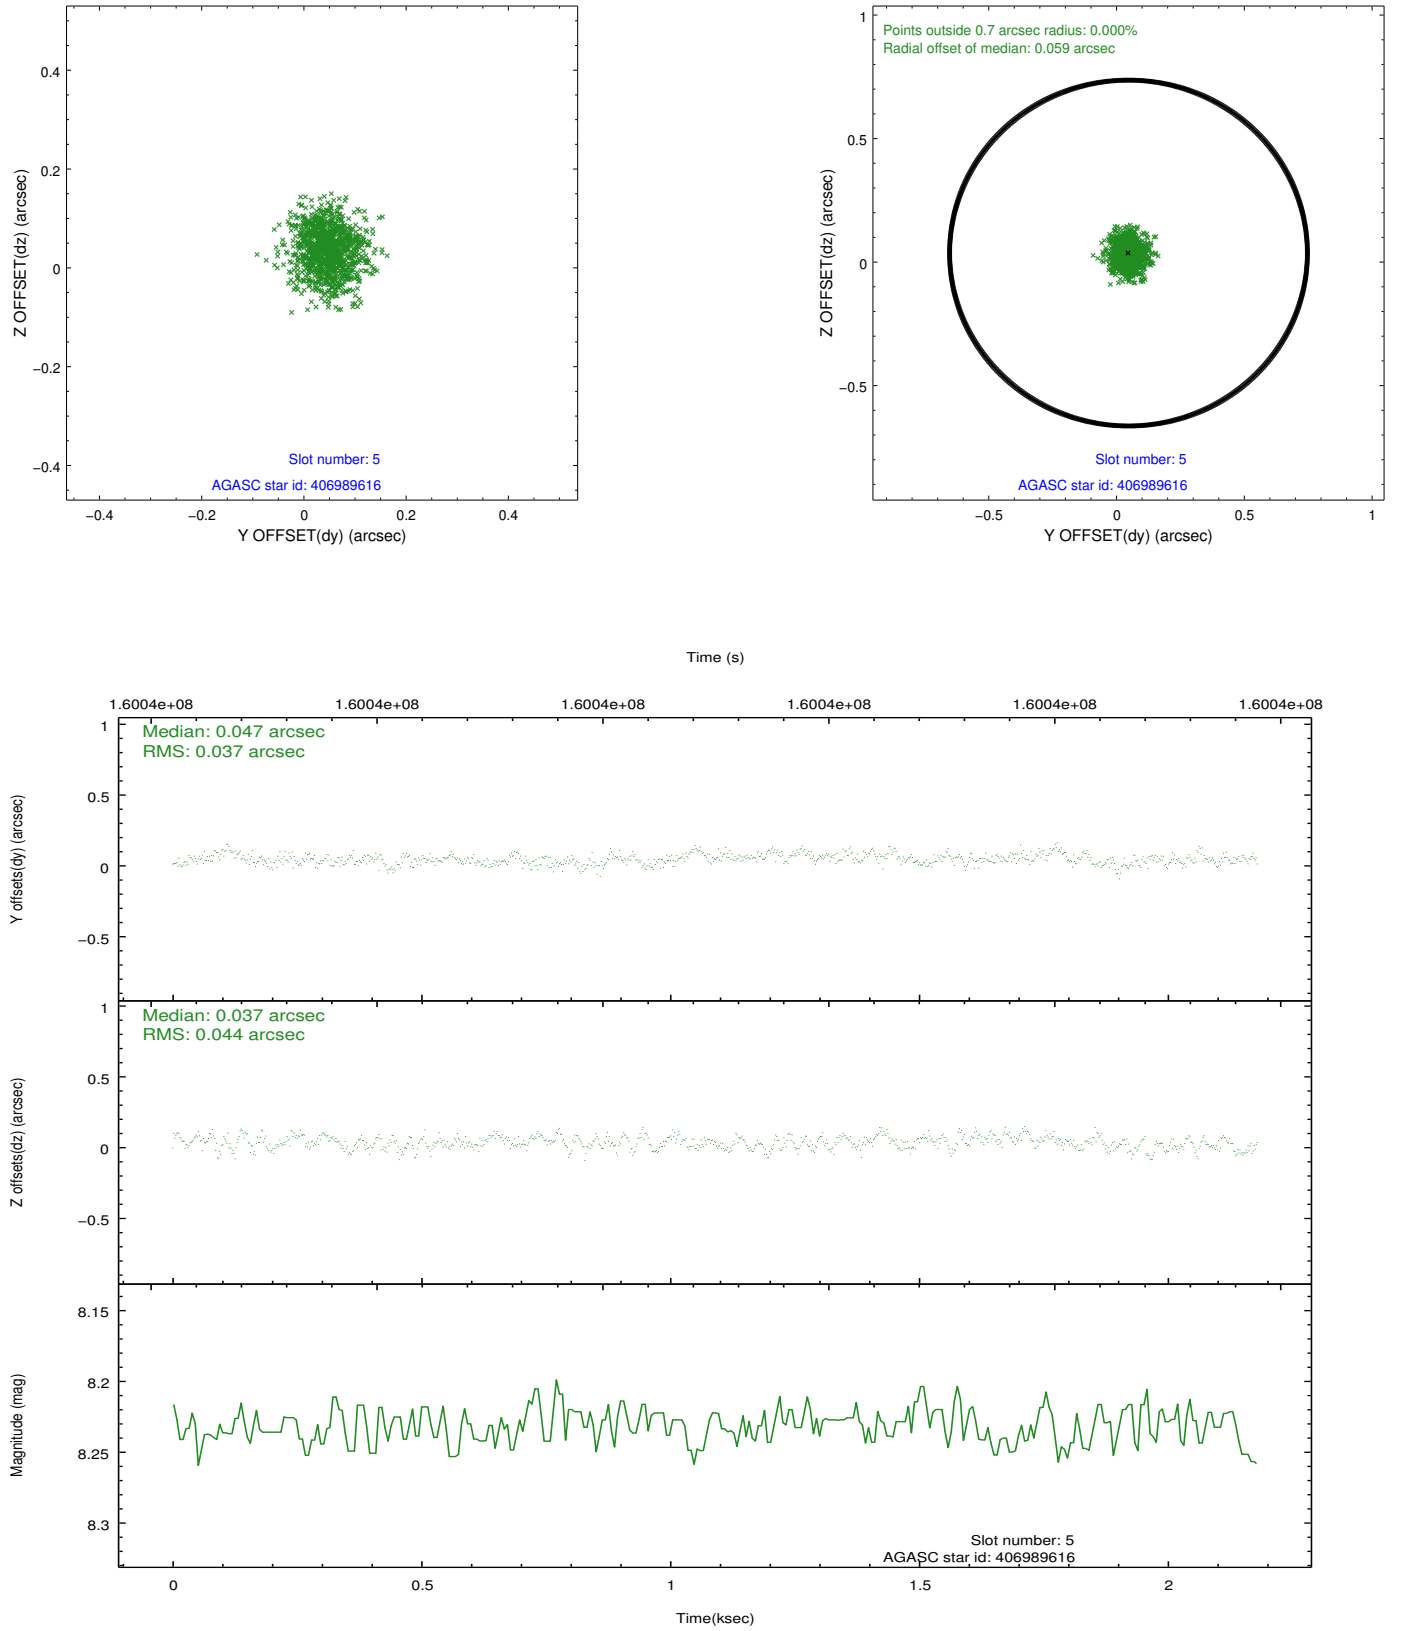 0.4
0.2
0
−0.2
−0.4
Z OFFSET(dz) (arcsec)
Slot number: 5
AGASC star id: 406989616
−0.4 −0.2 0 0.2 0.4
Y OFFSET(dy) (arcsec)
Points outside 0.7 arcsec radius: 0.000%
Radial offset of median: 0.059 arcsec
1
0.5
0
−0.5
Z OFFSET(dz) (arcsec)
Slot number: 5
AGASC star id: 406989616
−0.5 0 0.5 1
Y OFFSET(dy) (arcsec)
Time (s)
1.6004e+08 1.6004e+08 1.6004e+08 1.6004e+08 1.6004e+08 1.6004e+08
Median: 0.047 arcsec
RMS: 0.037 arcsec
1
0.5
0
−0.5
Y offsets(dy) (arcsec)
Median: 0.037 arcsec
RMS: 0.044 arcsec
1
0.5
0
−0.5
Z offsets(dz) (arcsec)
8.15
8.2
8.25
8.3
Magnitude (mag)
Slot number: 5
AGASC star id: 406989616
0 0.5 1 1.5 2
Time(ksec)